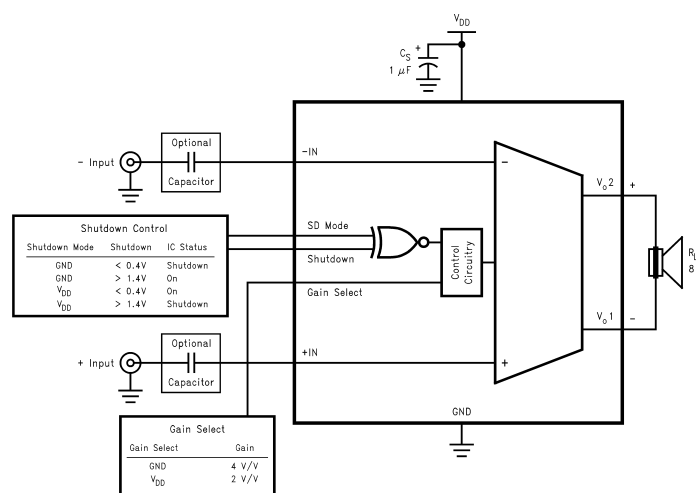 V_DD
C_S +
1 μF
Optional
Capacitor
- Input
-IN
-
Shutdown Control
Shutdown Mode Shutdown IC Status
GND < 0.4V Shutdown
GND > 1.4V On
V_DD < 0.4V On
V_DD > 1.4V Shutdown
SD Mode
Shutdown
Gain Select
Control
Circuitry
V_o2 +
R_L
8
V_o1 -
Optional
Capacitor
+ Input
+IN
+
GND
Gain Select
Gain Select Gain
GND 4 V/V
V_DD 2 V/V